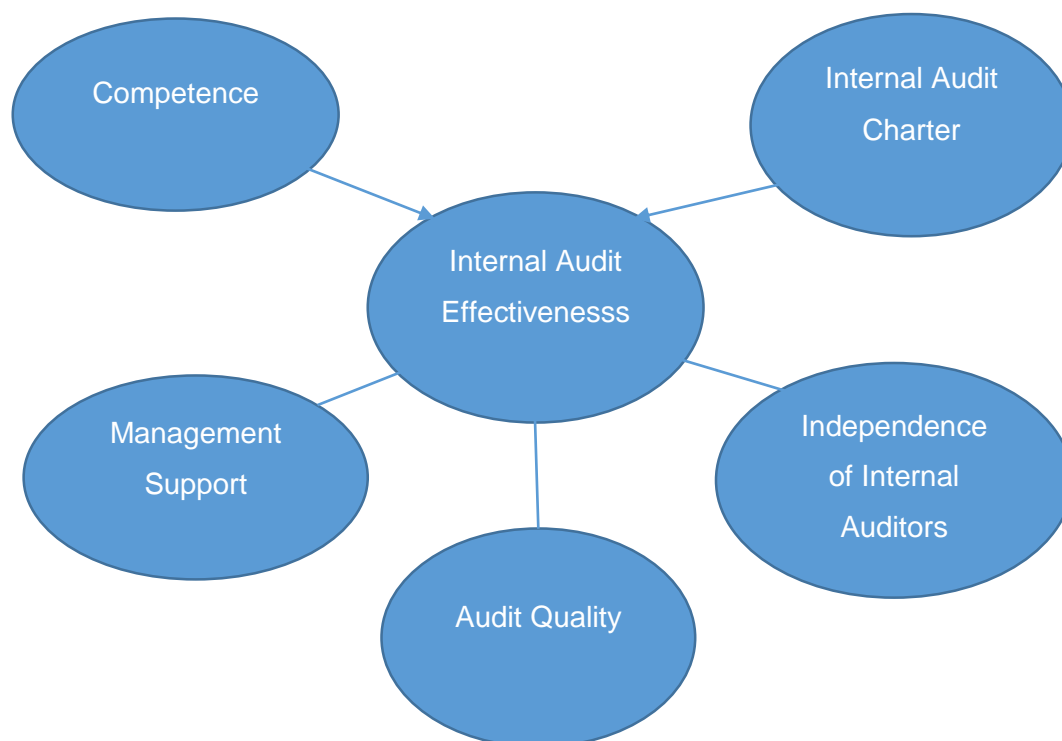 Competence
Internal Audit
Charter
Internal Audit
Effectivenesss
Management
Support
Independence
of Internal
Auditors
Audit Quality